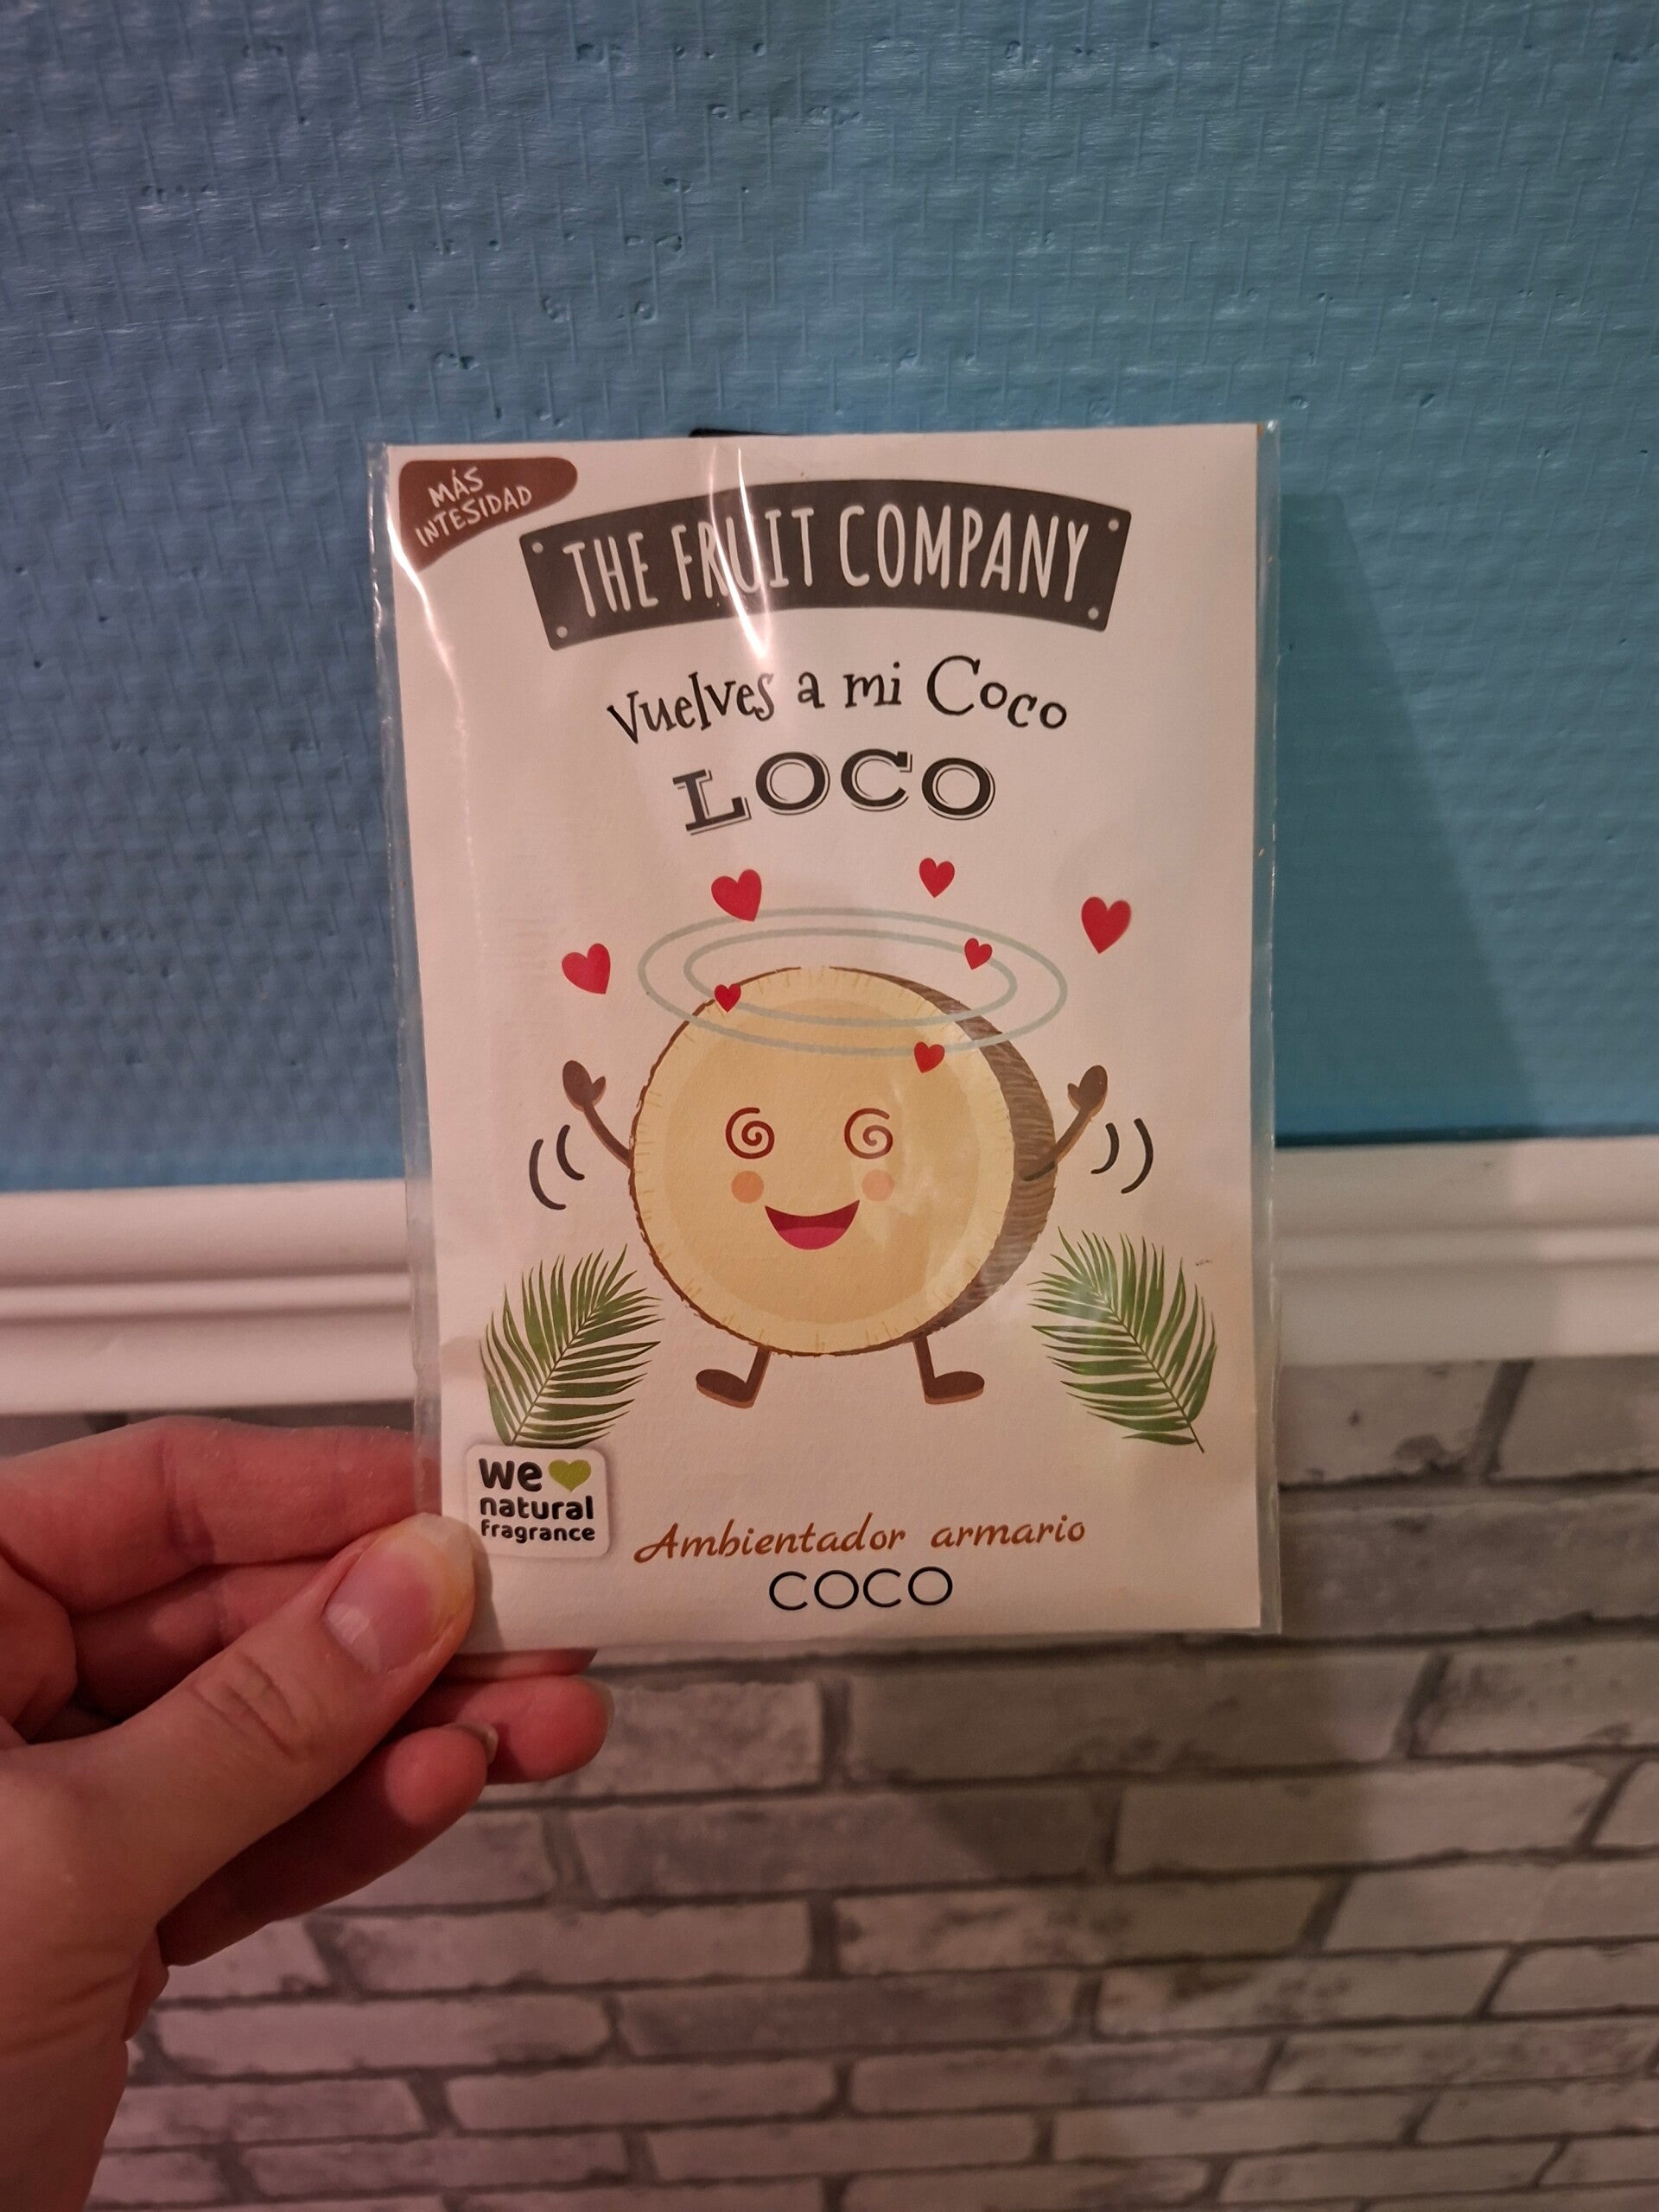 MÁS
INTESIDAD
THE FRUIT COMPANY
Vuelves a mi Coco
LOCO
we
natural
fragrance
Ambientador armario
COCO